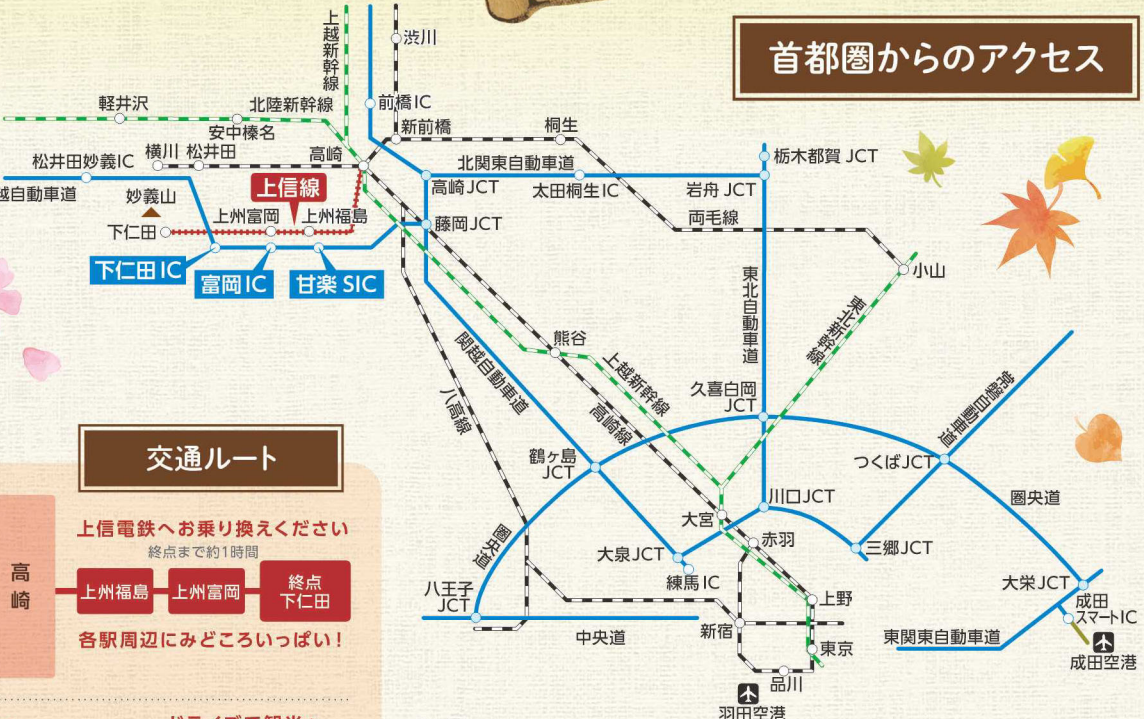 首都圏からのアクセス
上越新幹線
渋川
軽井沢
北陸新幹線
安中榛名
前橋IC
新前橋
桐生
松井田妙義IC
横川
松井田
高崎
北関東自動車道
栃木都賀 JCT
越自動車道
妙義山
上信線
高崎 JCT
太田桐生IC
岩舟 JCT
下仁田
上州富岡
上州福島
藤岡JCT
両毛線
下仁田 IC
富岡 IC
甘楽 SIC
小山
東北自動車道
東北新幹線
関越自動車道
熊谷
上越新幹線
高崎線
八高線
久喜白岡
JCT
常磐自動車道
鶴ヶ島
JCT
つくばJCT
圏央道
川口JCT
大宮
圏央道
赤羽
三郷JCT
大泉JCT
練馬IC
大栄JCT
八王子
JCT
上野
成田
スマートIC
中央道
新宿
東京
東関東自動車道
成田空港
品川
羽田空港
交通ルート
上信電鉄へお乗り換えください
終点まで約1時間
高崎
上州福島
上州富岡
終点
下仁田
各駅周辺にみどころいっぱい！